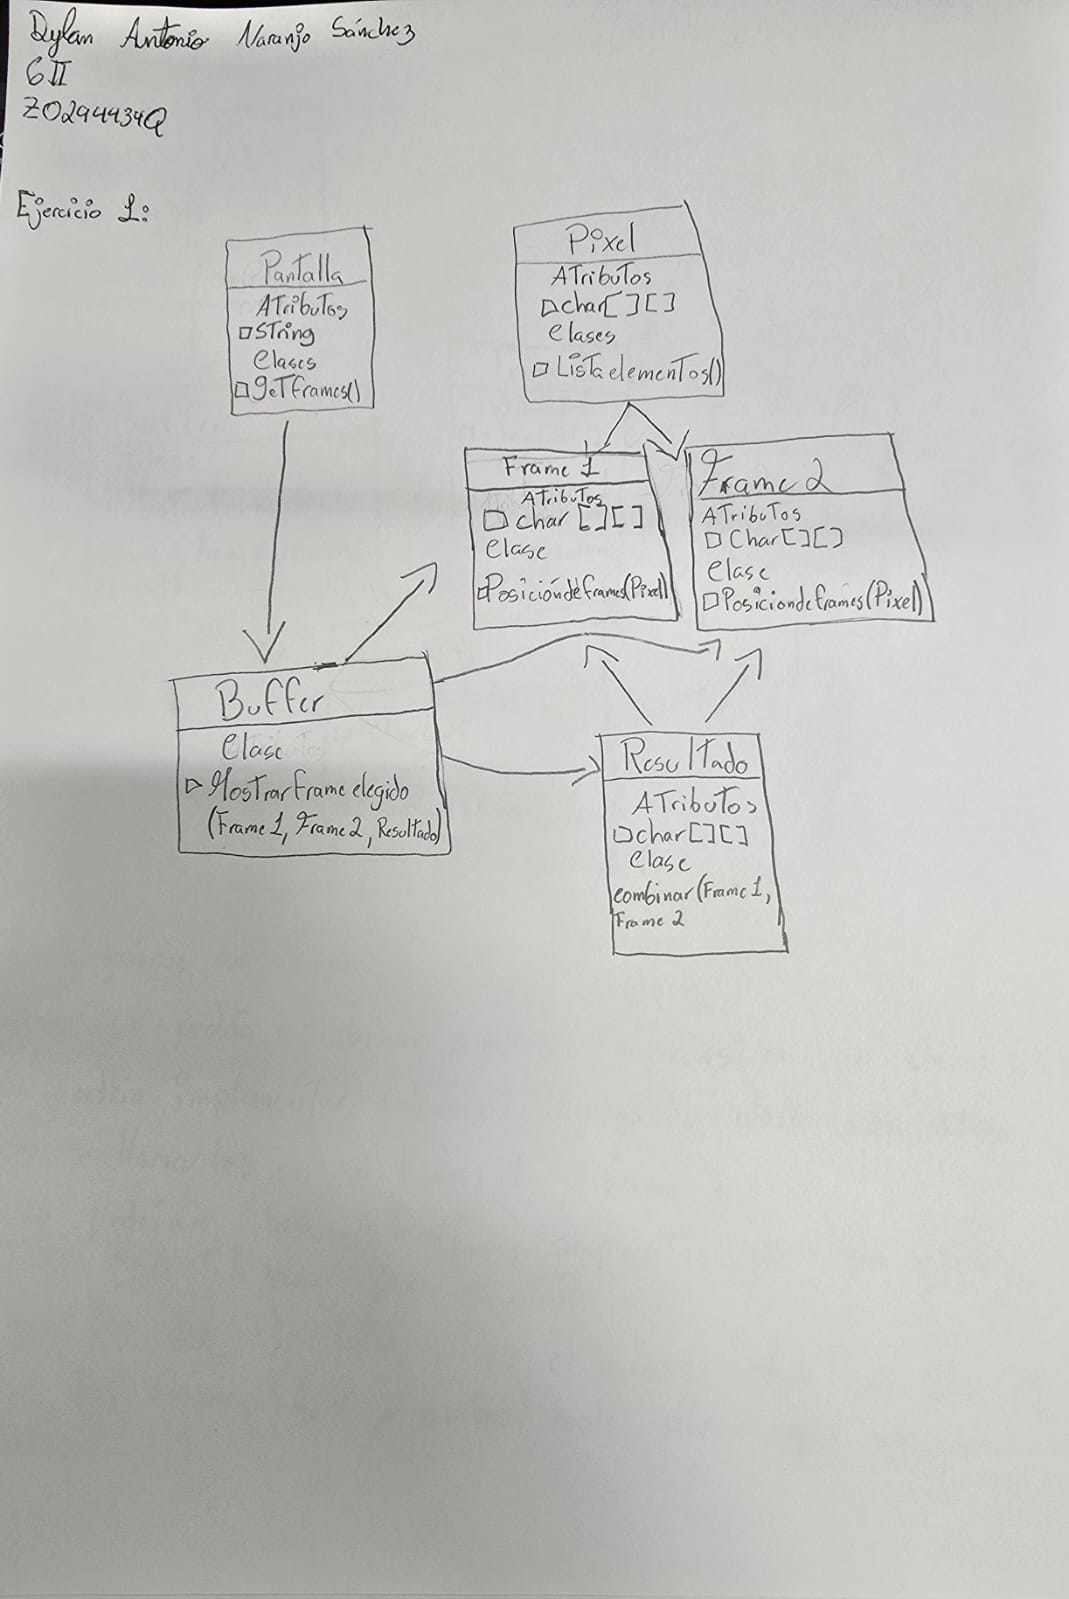 Dylan Antonio Naranjo Sánchez
6II
Z0294434Q
Ejercicio 1:
Pantalla
ATributos
String
Clases
getframes()
Pixel
ATributos
char[][]
Clases
Listaelementos()
Frame 1
ATributos
char [][]
Clase
Posicióndeframes(Pixel)
Frame 2
ATributos
Char[][]
Clase
Posiciondeframes(Pixel)
Buffer
Clase
Mostrarframe elegido
(Frame 1, Frame 2, Resultado)
Resultado
ATributos
char[][]
Clase
combinar(Frame 1,
Frame 2